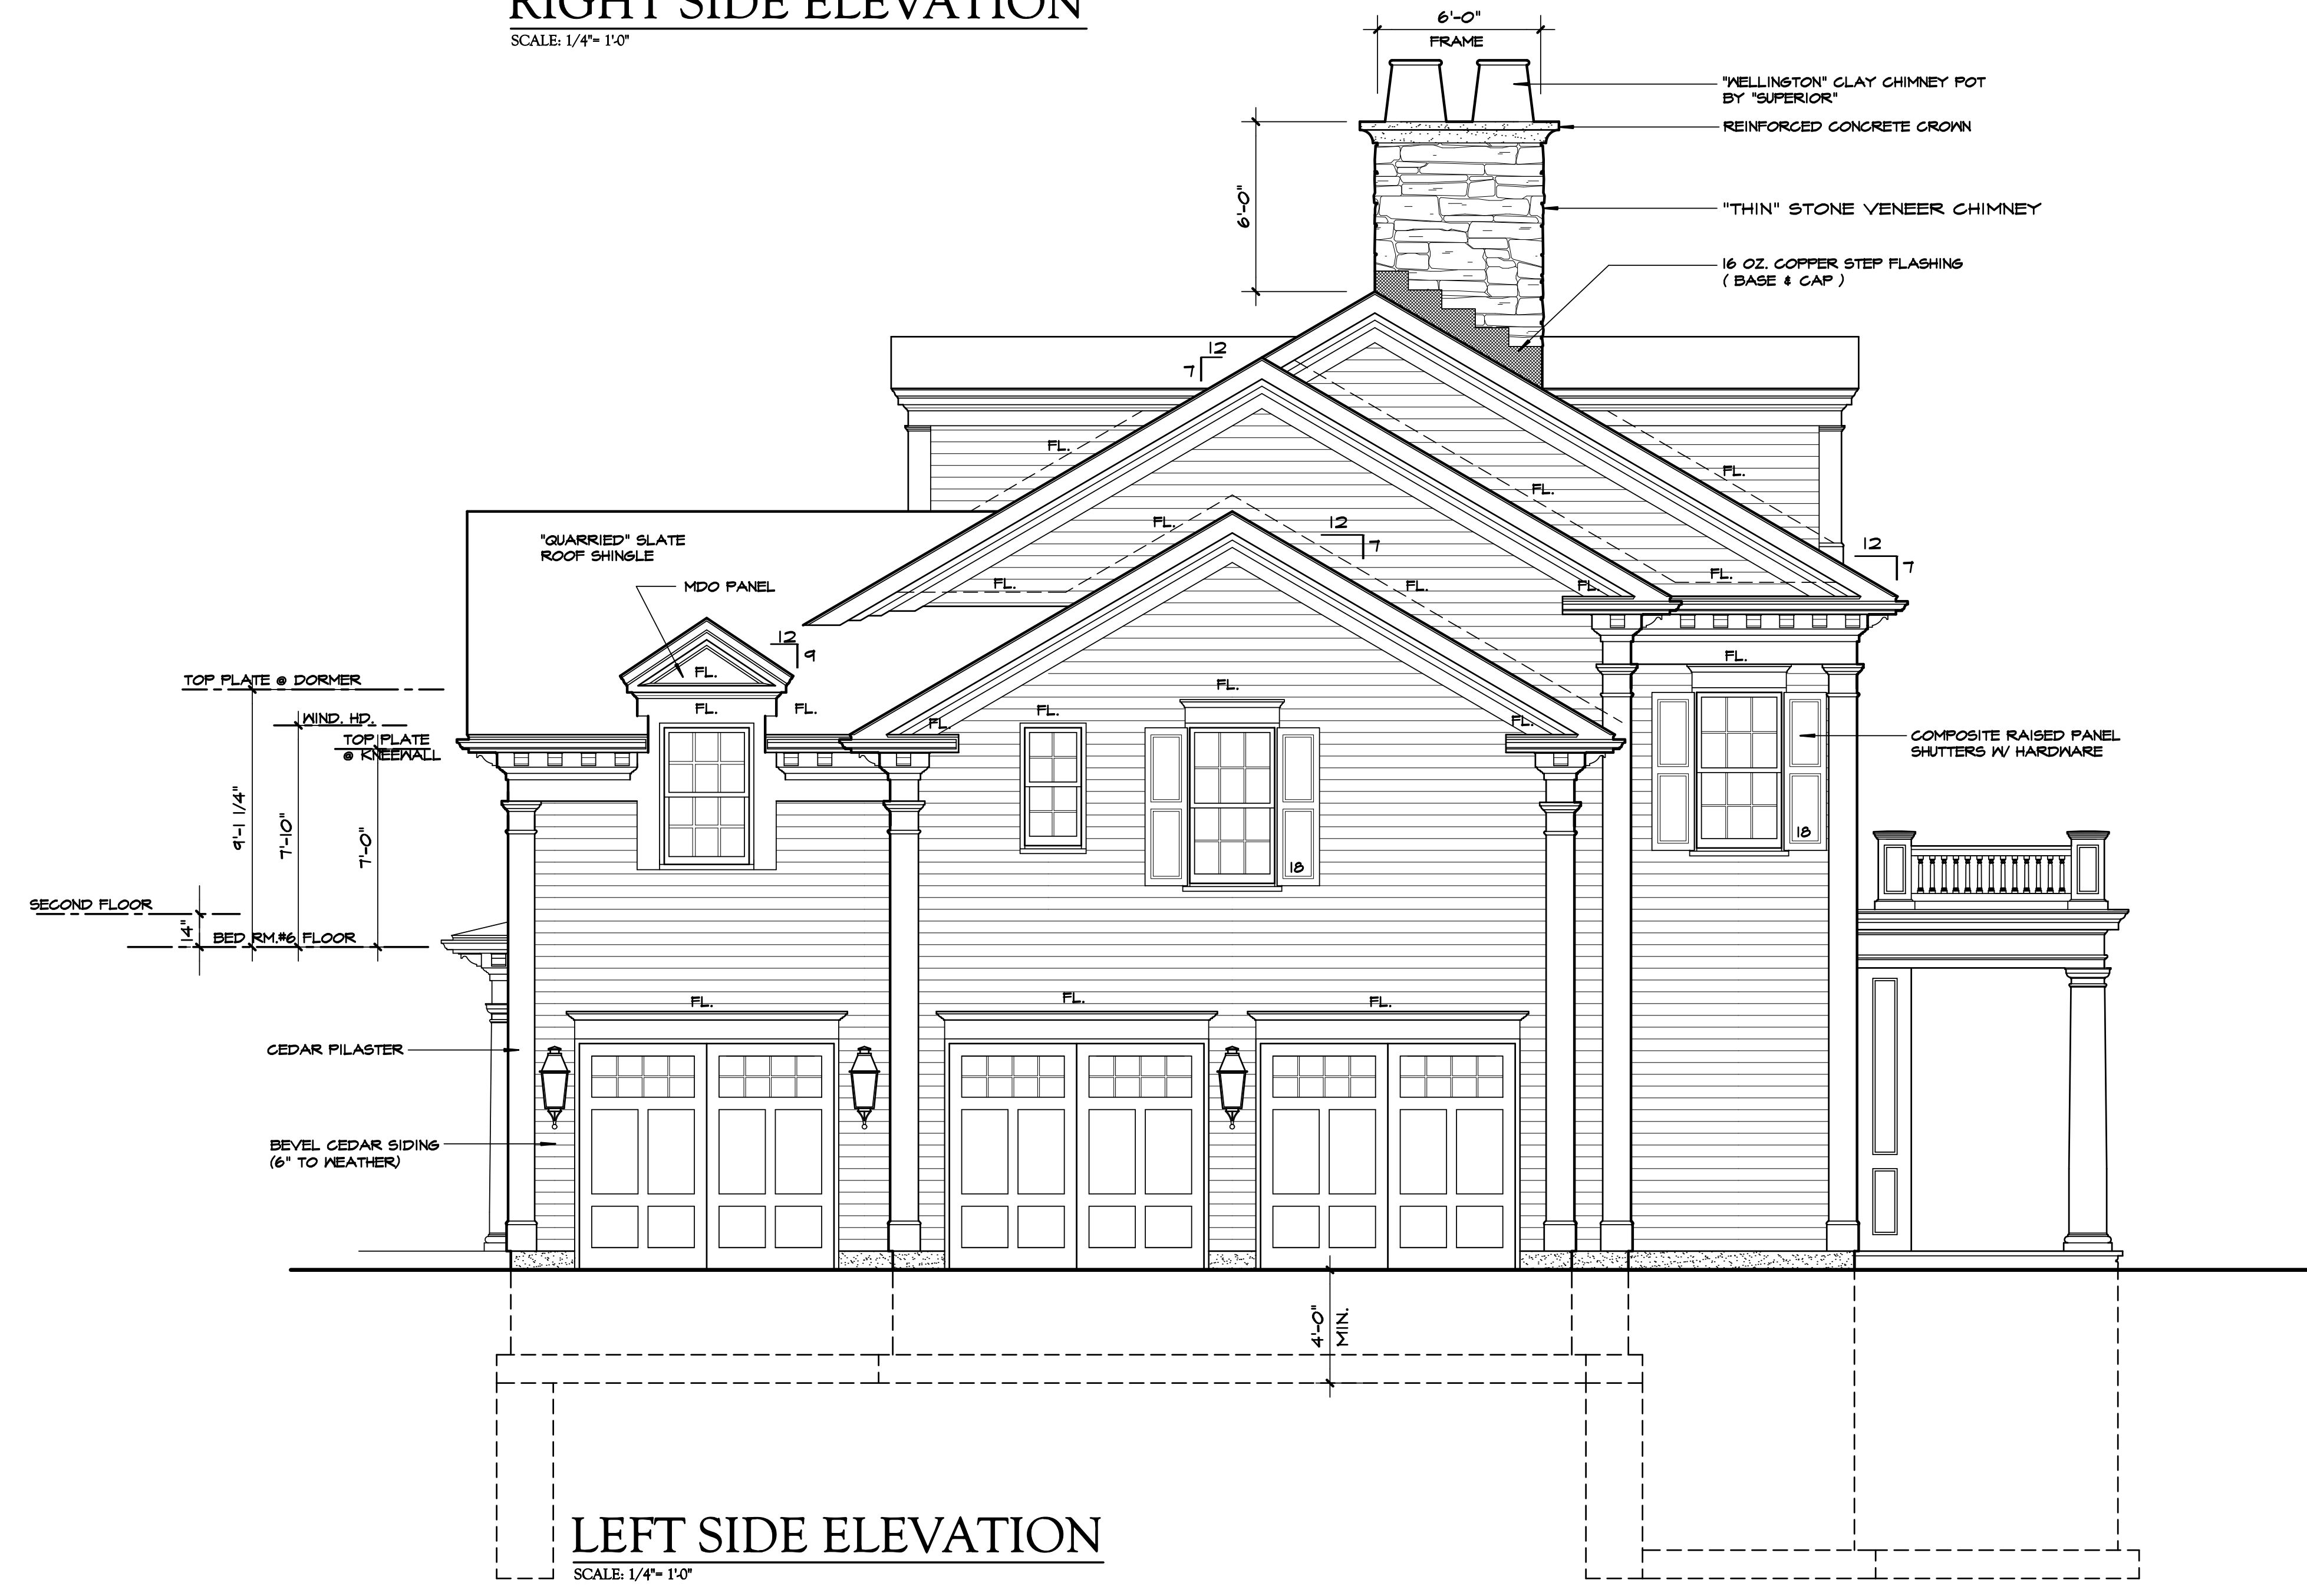 RIGHT SIDE ELEVATION
SCALE: 1/4"= 1'-0"
6'-0"
FRAME
"WELLINGTON" CLAY CHIMNEY POT
BY "SUPERIOR"
REINFORCED CONCRETE CROWN
6'-0"
"THIN" STONE VENEER CHIMNEY
16 OZ. COPPER STEP FLASHING
( BASE & CAP )
12
7
FL.
FL.
FL.
"QUARRIED" SLATE
ROOF SHINGLE
FL.
12
7
12
7
MDO PANEL
FL.
FL.
FL.
FL.
12
9
FL.
FL.
TOP PLATE @ DORMER
FL.
FL.
FL.
FL.
WIND. HD.
FL.
FL.
TOP PLATE
@ KNEEWALL
COMPOSITE RAISED PANEL
SHUTTERS W/ HARDWARE
9'-1 1/4"
7'-10"
7'-0"
18
18
SECOND FLOOR
14"
BED RM.#6 FLOOR
FL.
FL.
FL.
CEDAR PILASTER
BEVEL CEDAR SIDING
(6" TO WEATHER)
4'-0"
MIN.
LEFT SIDE ELEVATION
SCALE: 1/4"= 1'-0"